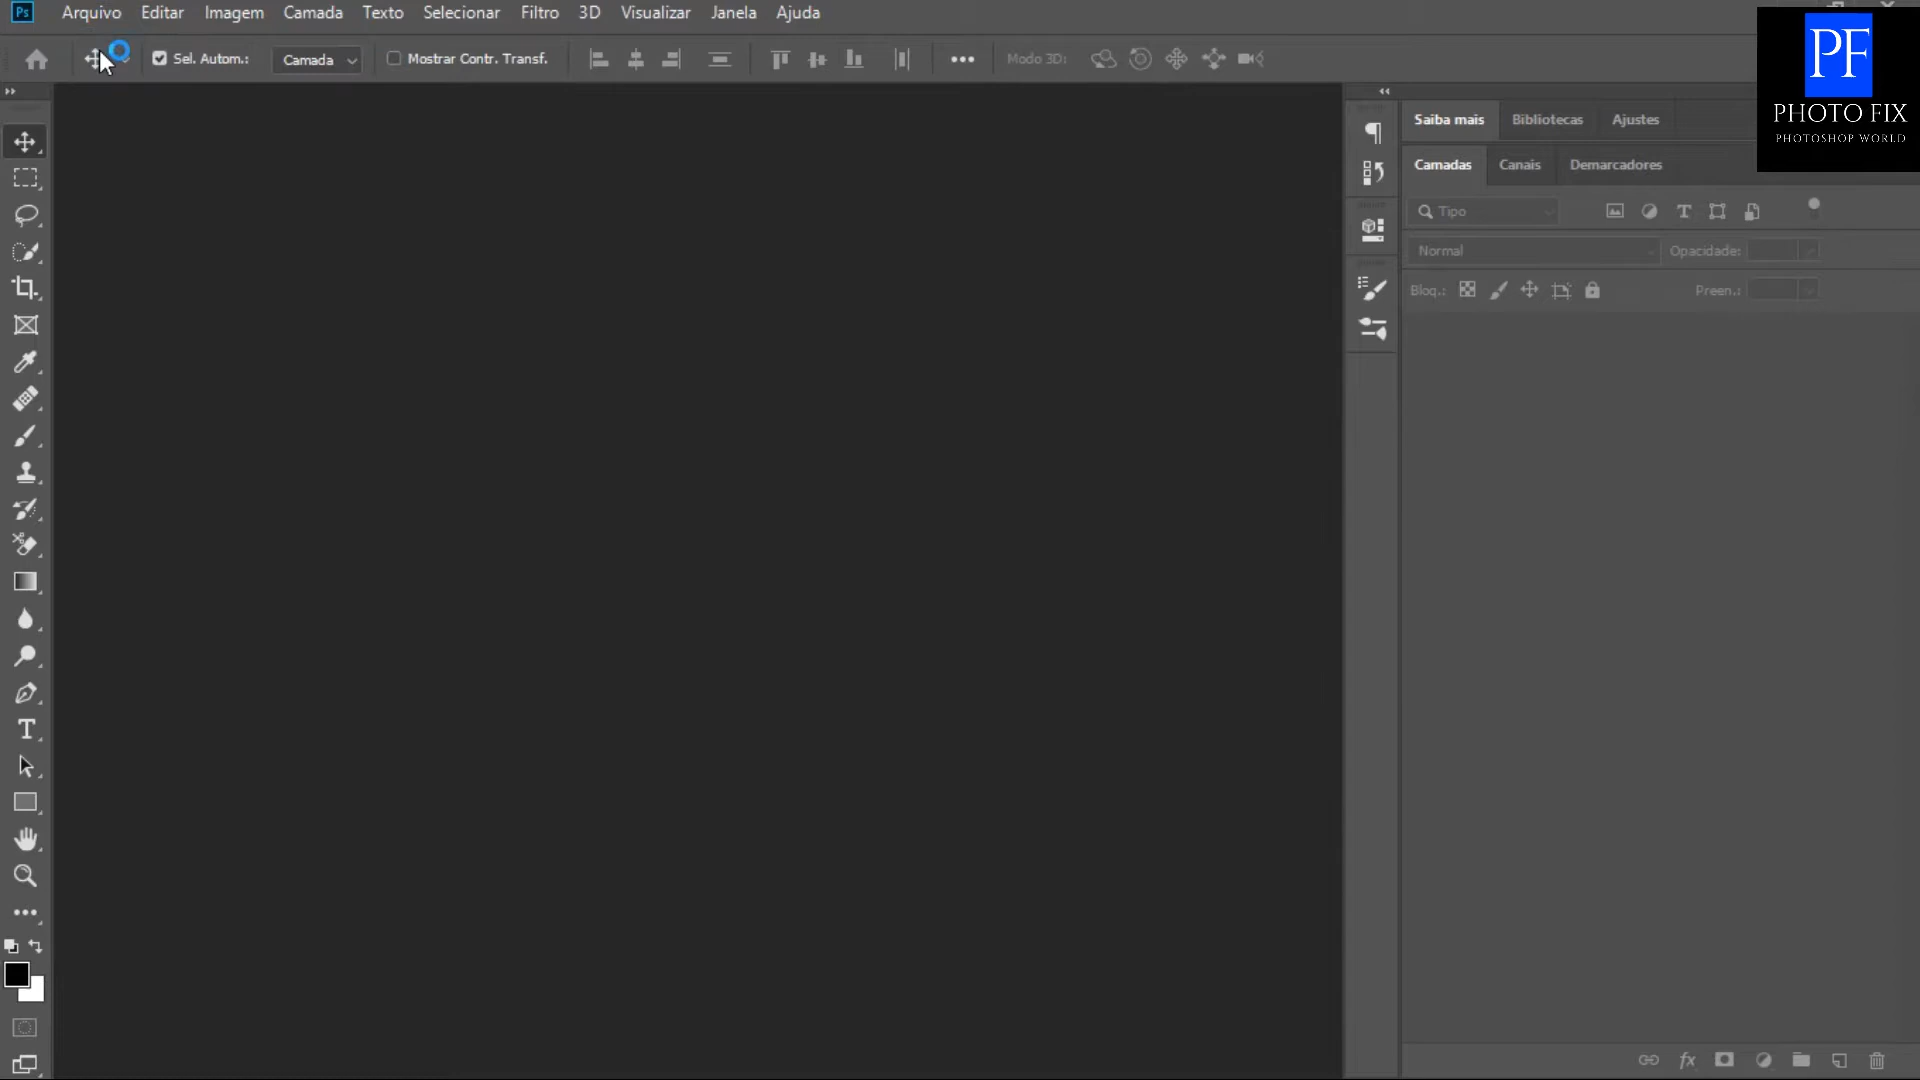 Ps Arquivo Editar Imagem Camada Texto Selecionar Filtro 3D Visualizar Janela Ajuda
Sel. Autom.: Camada Mostrar Contr. Transf. Modo 3D:
PF
PHOTO FIX
PHOTOSHOP WORLD
Saiba mais Bibliotecas Ajustes
Camadas Canais Demarcadores
Tipo
Normal Opacidade:
Bloq.: Preen.: